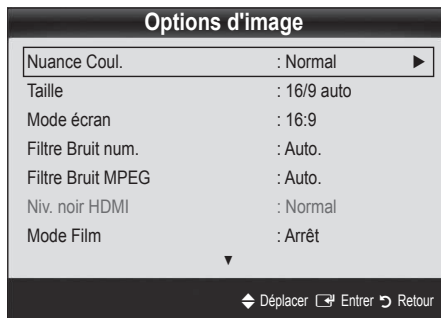 Options d'image
Nuance Coul. : Normal ▶
Taille : 16/9 auto
Mode écran : 16:9
Filtre Bruit num. : Auto.
Filtre Bruit MPEG : Auto.
Niv. noir HDMI : Normal
Mode Film : Arrêt
▼
Déplacer Entrer Retour